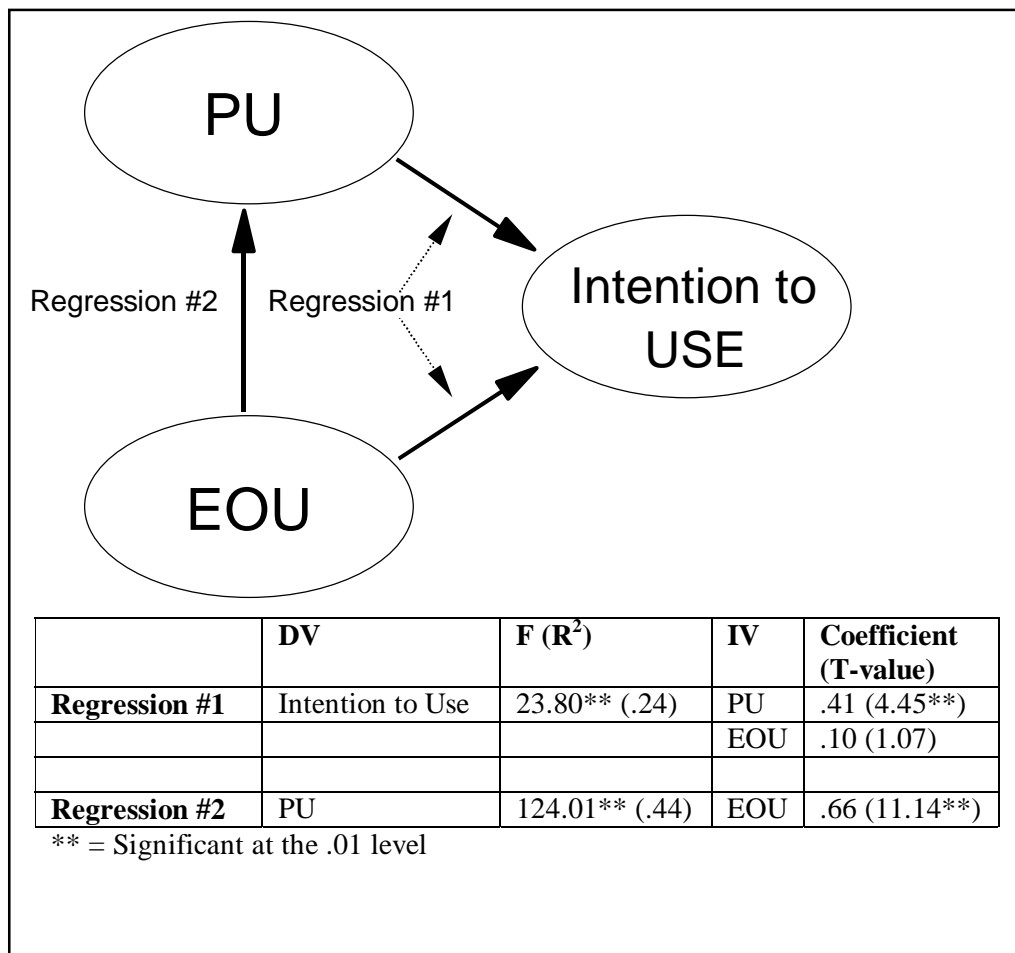 PU
Regression #2
Regression #1
Intention to
USE
EOU
DV F (R²) IV Coefficient
(T-value)
Regression #1 Intention to Use 23.80** (.24) PU .41 (4.45**)
EOU .10 (1.07)
Regression #2 PU 124.01** (.44) EOU .66 (11.14**)
** = Significant at the .01 level